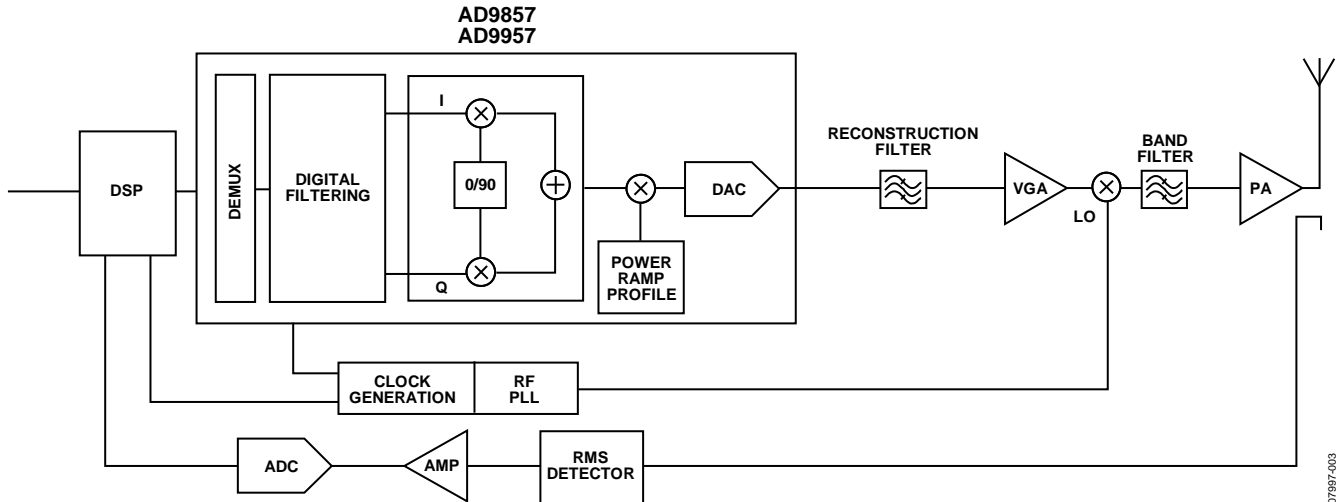 AD9857
AD9957
DSP
DEMUX
DIGITAL
FILTERING
I
0/90
Q
POWER
RAMP
PROFILE
DAC
RECONSTRUCTION
FILTER
VGA
LO
BAND
FILTER
PA
CLOCK
GENERATION
RF
PLL
ADC
AMP
RMS
DETECTOR
07997-003